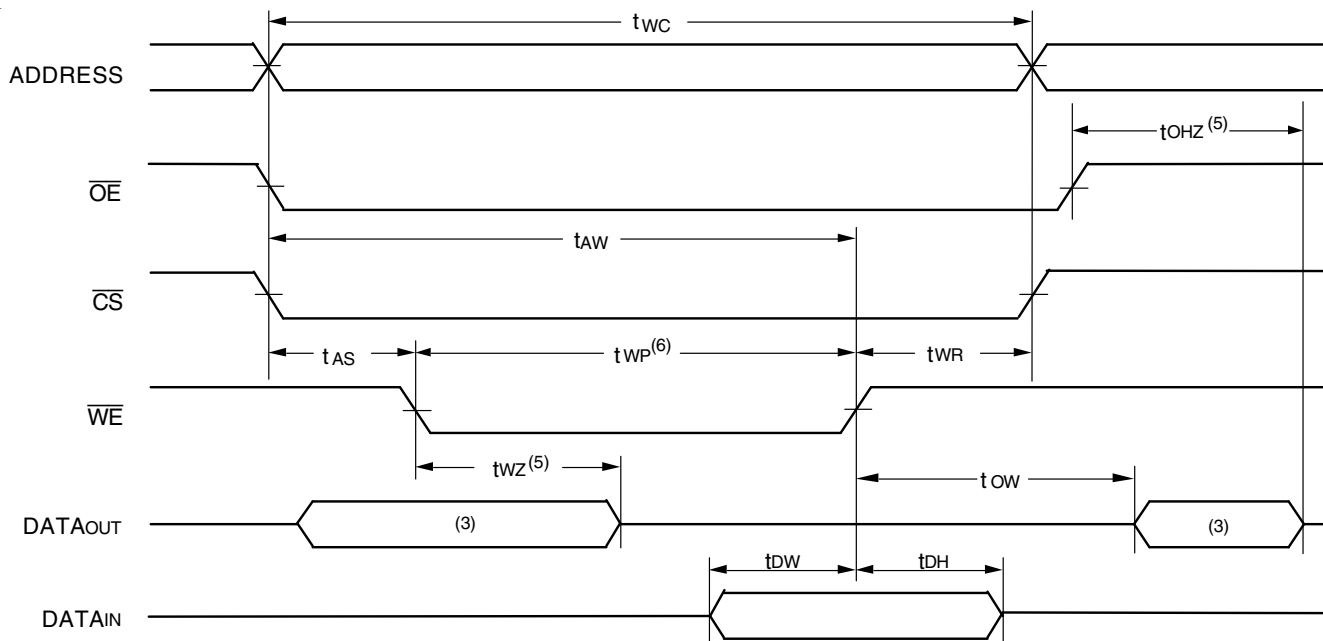 tWC
ADDRESS
tOHZ(5)
OE
tAW
CS
tAS
tWP(6)
tWR
WE
tWZ(5)
tOW
DATAOUT
(3)
(3)
tDW
tDH
DATAIN